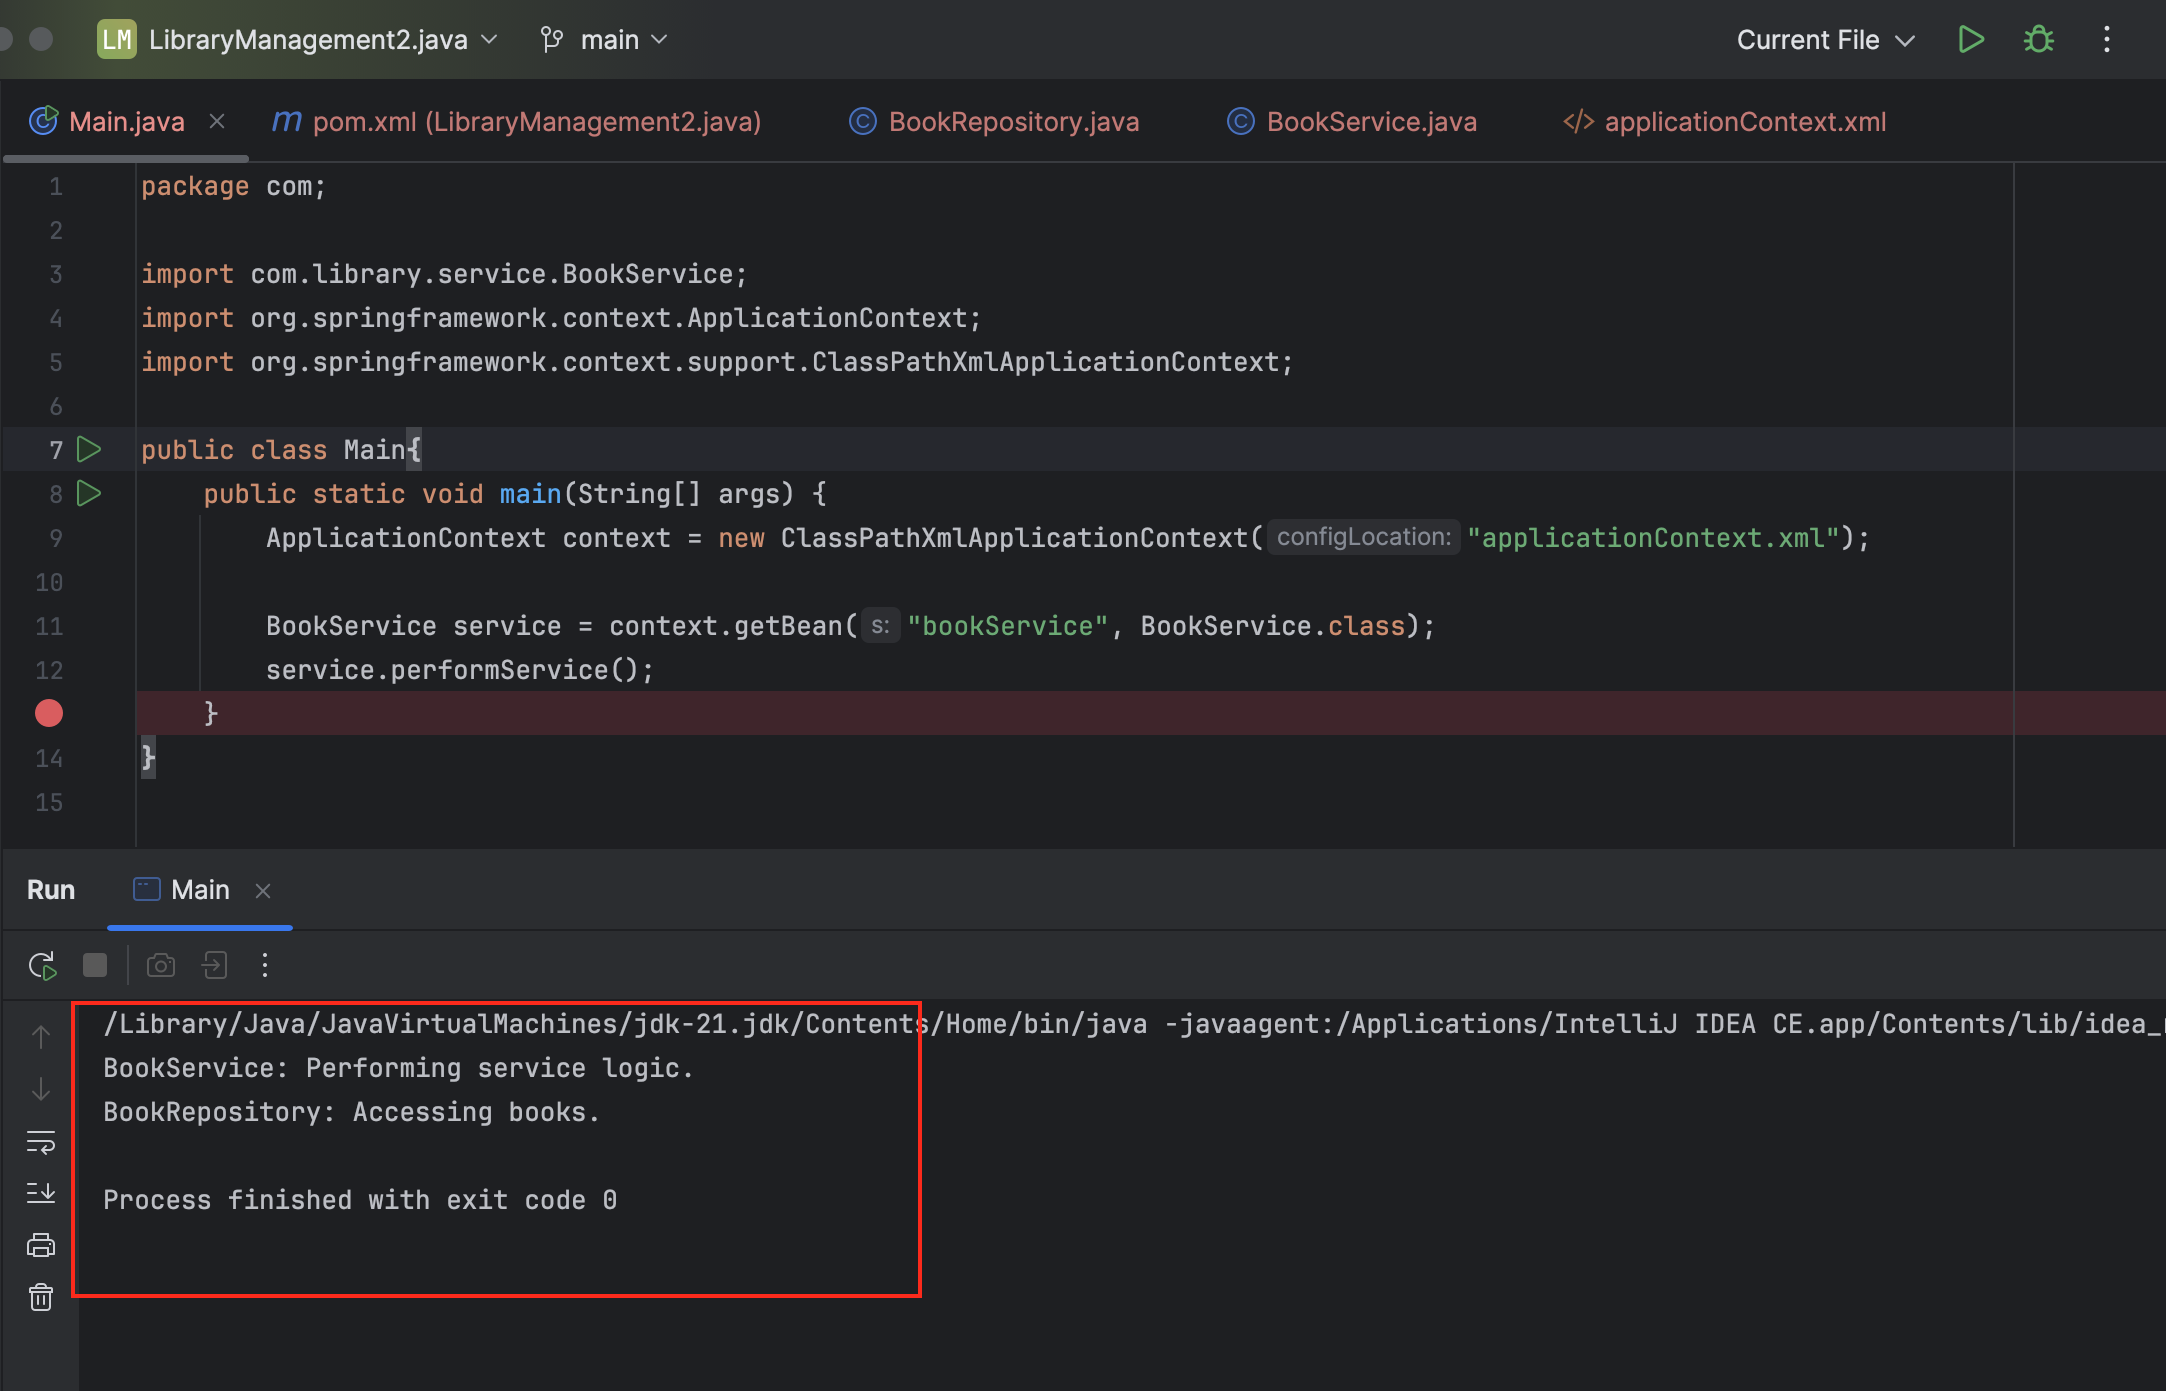 LM LibraryManagement2.java main Current File
Main.java m pom.xml (LibraryManagement2.java) C BookRepository.java C BookService.java </> applicationContext.xml
1 package com;
2
3 import com.library.service.BookService;
4 import org.springframework.context.ApplicationContext;
5 import org.springframework.context.support.ClassPathXmlApplicationContext;
6
7 public class Main{
8 public static void main(String[] args) {
9 ApplicationContext context = new ClassPathXmlApplicationContext( configLocation: "applicationContext.xml");
10
11 BookService service = context.getBean( s: "bookService", BookService.class);
12 service.performService();
}
14 }
15
Run Main
/Library/Java/JavaVirtualMachines/jdk-21.jdk/Contents/Home/bin/java -javaagent:/Applications/IntelliJ IDEA CE.app/Contents/lib/idea_
BookService: Performing service logic.
BookRepository: Accessing books.
Process finished with exit code 0